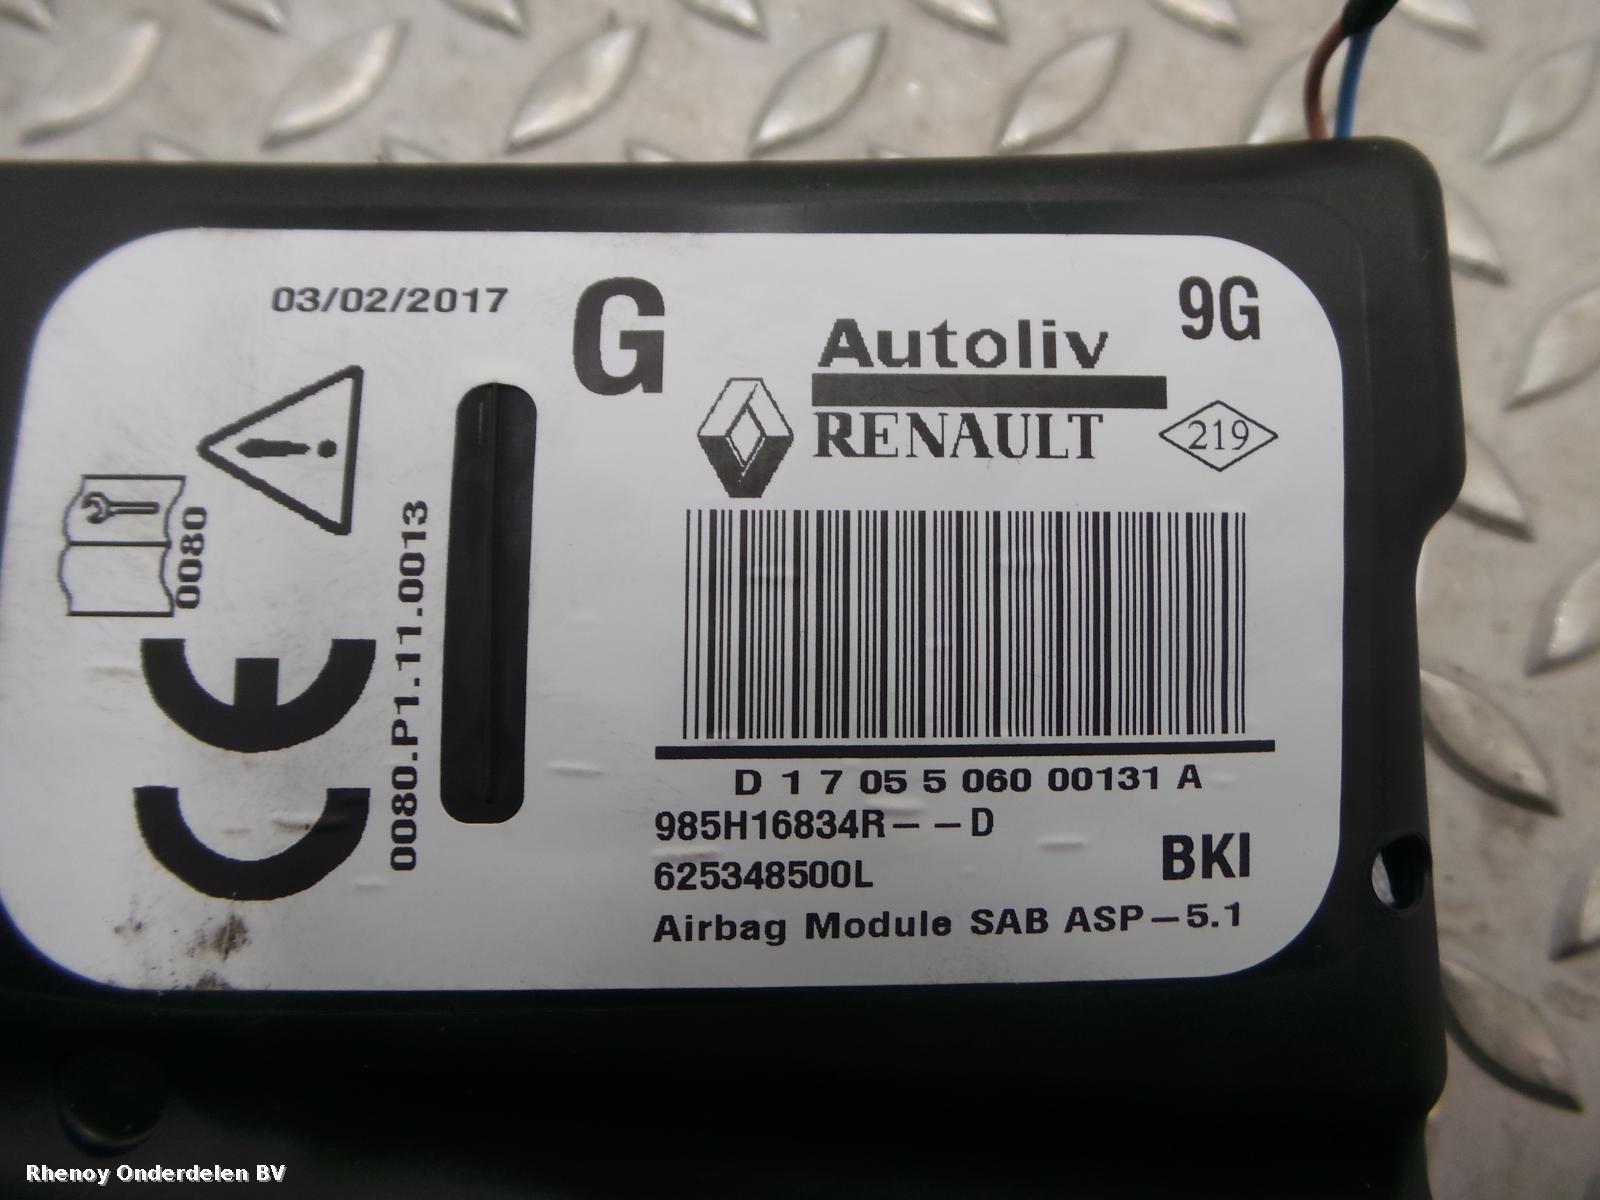 03/02/2017
G
Autoliv
9G
RENAULT
219
0080
0080.P1.11.0013
CE
D 1 7 05 5 060 00131 A
985H16834R--D
625348500L
BKI
Airbag Module SAB ASP-5.1
Rhenoy Onderdelen BV